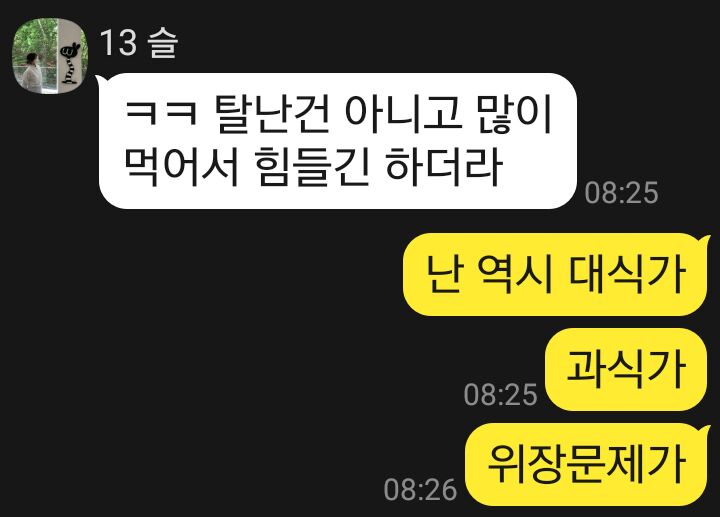 13 슬
ㅋㅋ 탈난건 아니고 많이
먹어서 힘들긴 하더라
08:25
난 역시 대식가
과식가
08:25
위장문제가
08:26